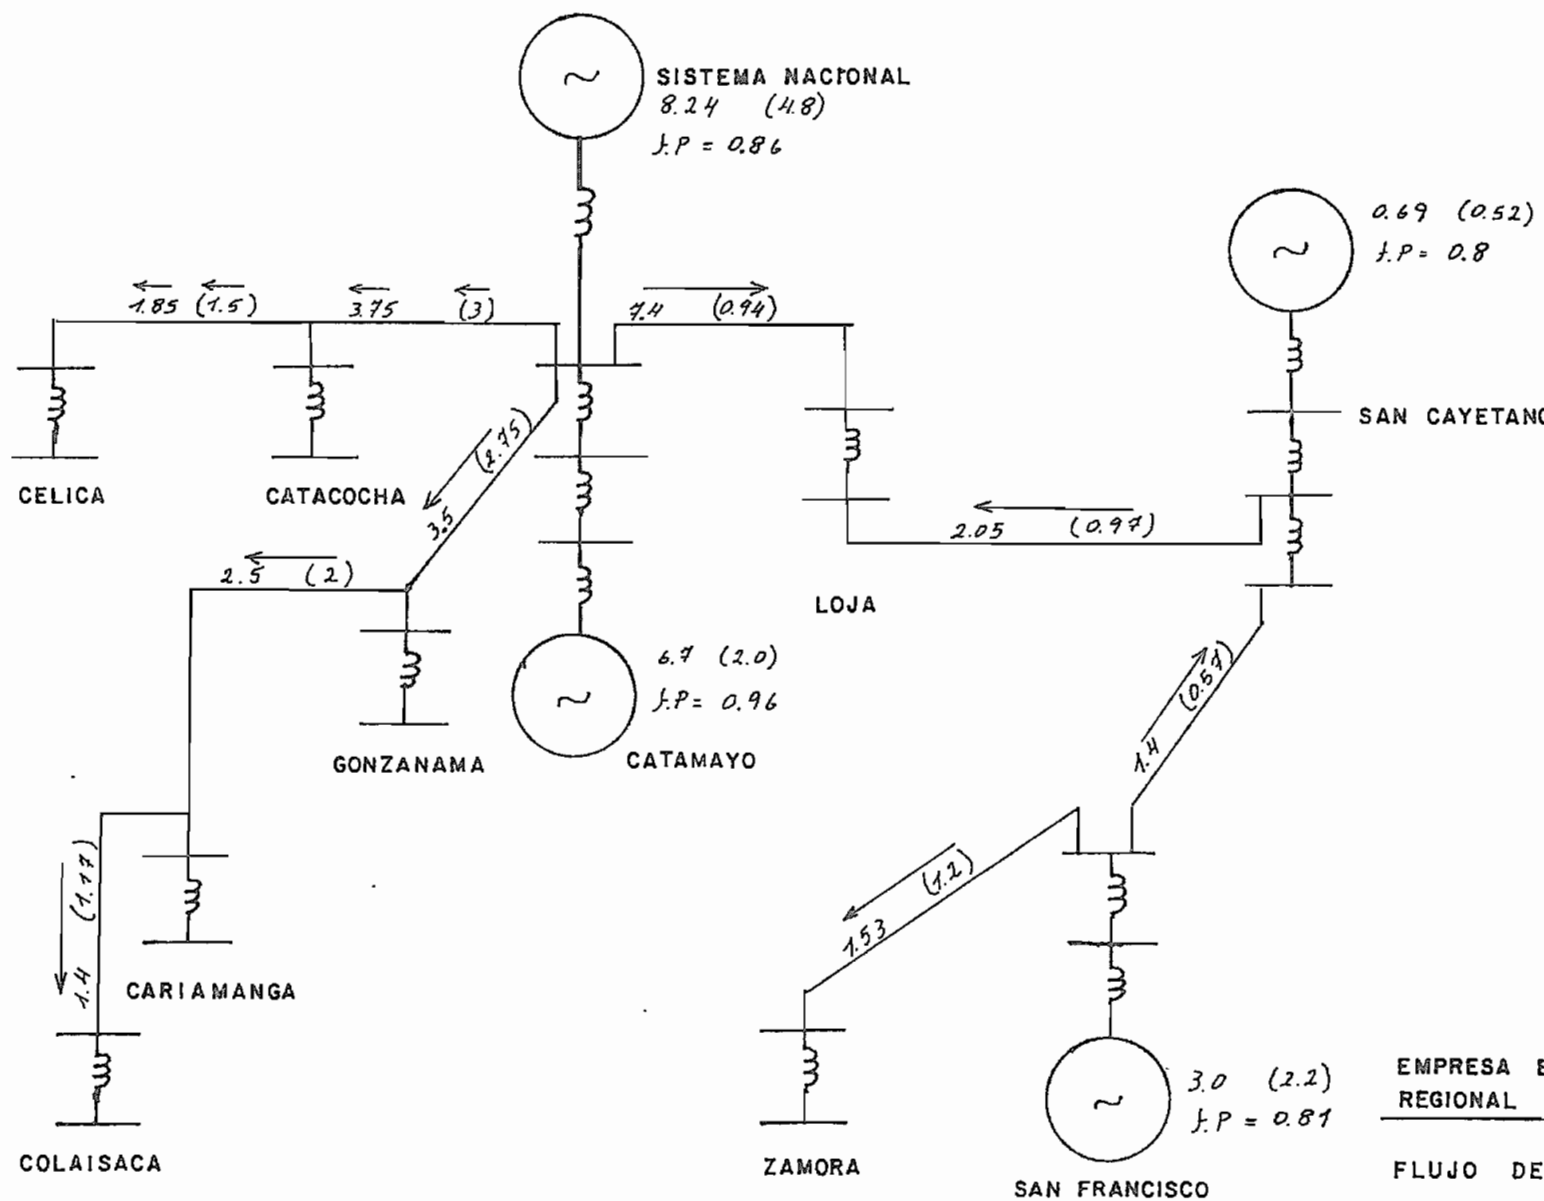 SISTEMA NACIONAL
8.24 (4.8)
f.P = 0.86
0.69 (0.52)
f.P = 0.8
1.85 (1.5)
3.75 (3)
7.4 (0.94)
SAN CAYETANO
CELICA
CATACOCHA
3.5 (2.75)
2.05 (0.97)
2.5 (2)
LOJA
6.7 (2.0)
f.P = 0.96
GONZANAMA
CATAMAYO
1.4 (0.57)
1.4 (1.17)
1.53 (1.2)
CARIAMANGA
3.0 (2.2)
f.P = 0.81
EMPRESA E
REGIONAL
COLAISACA
ZAMORA
SAN FRANCISCO
FLUJO DE